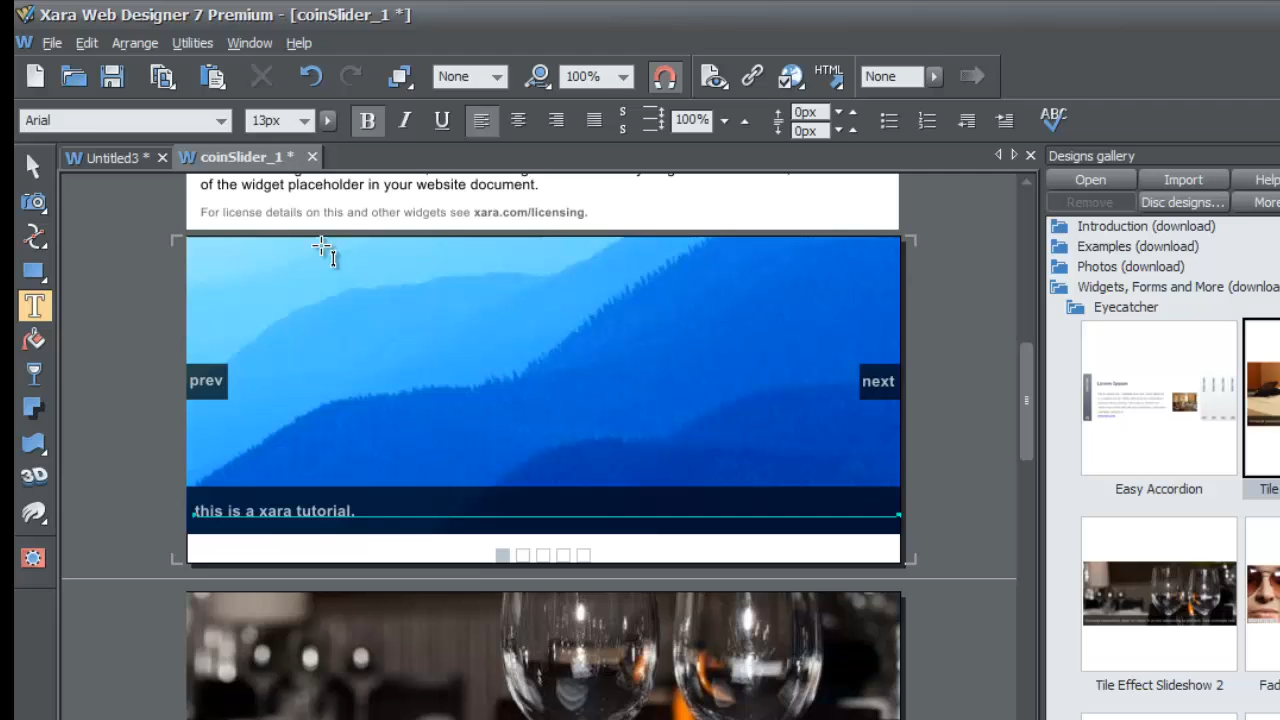 Xara Web Designer 7 Premium - [coinSlider_1 *]
File Edit Arrange Utilities Window Help
None 100% HTML None
Arial 13px B I U 100% 0px ABC
0px
Untitled3 * coinSlider_1 * Designs gallery
of the widget placeholder in your website document.
For license details on this and other widgets see xara.com/licensing.
Open Import Help
Remove Disc designs... More
Introduction (download)
Examples (download)
Photos (download)
Widgets, Forms and More (downloa
Eyecatcher
T
prev next
3D
Easy Accordion Tile
this is a xara tutorial.
Tile Effect Slideshow 2 Fad